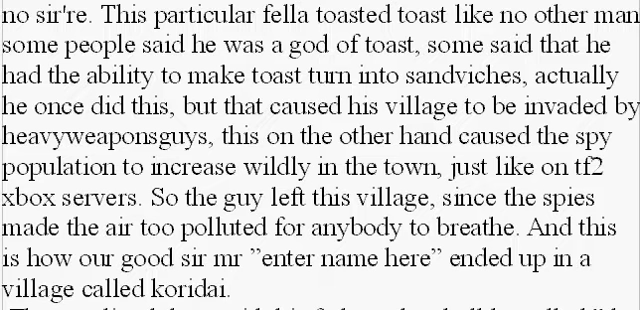 no sir're. This particular fella toasted toast like no other man
some people said he was a god of toast, some said that he
had the ability to make toast turn into sandviches, actually
he once did this, but that caused his village to be invaded by
heavyweaponsguys, this on the other hand caused the spy
population to increase wildly in the town, just like on tf2
xbox servers. So the guy left this village, since the spies
made the air too polluted for anybody to breathe. And this
is how our good sir mr ”enter name here” ended up in a
village called koridai.